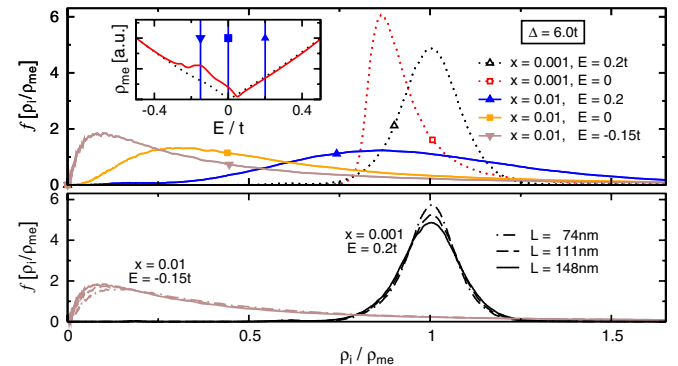 f [ρi/ρme]
6
4
2
0
ρme [a.u.]
-0.5
0
0.5
E / t
Δ = 6.0t
x = 0.001, E = 0.2t
x = 0.001, E = 0
x = 0.01, E = 0.2
x = 0.01, E = 0
x = 0.01, E = -0.15t
f [ρi/ρme]
6
4
2
0
x = 0.01
E = -0.15t
x = 0.001
E = 0.2t
L = 74nm
L = 111nm
L = 148nm
0
0.5
1
1.5
ρi / ρme